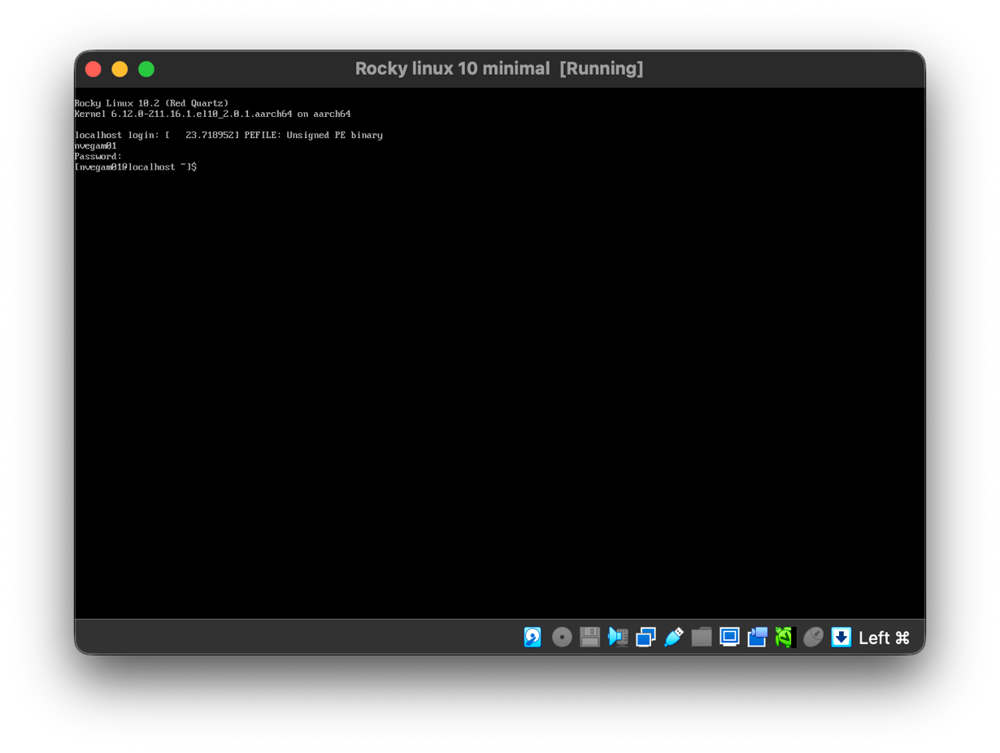 Rocky linux 10 minimal [Running]
Rocky Linux 10.2 (Red Quartz)
Kernel 6.12.0-211.16.1.el10_2.0.1.aarch64 on aarch64
localhost login: [   23.718952] PEFILE: Unsigned PE binary
nvegam01
Password:
[nvegam01@localhost ~]$
Left ⌘